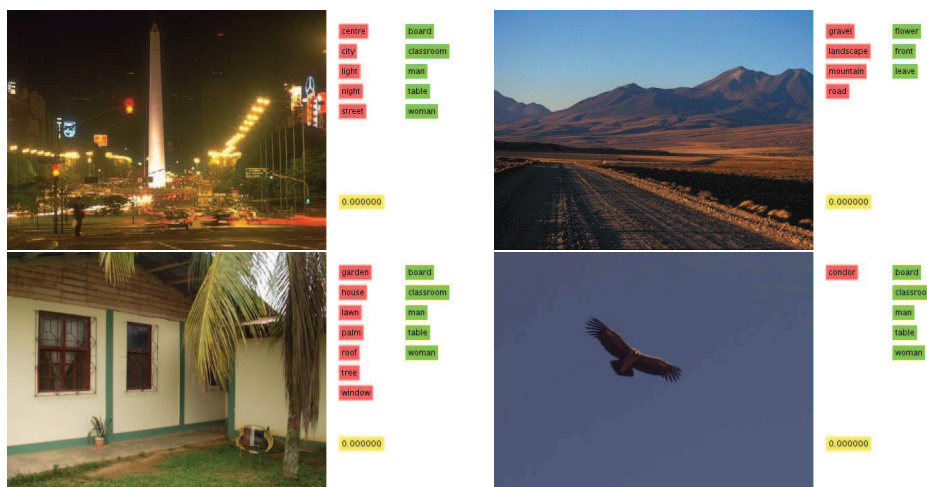 centre board
city classroom
light man
night table
street woman
0.000000
gravel flower
landscape front
mountain leave
road
0.000000
garden board
house classroom
lawn man
palm table
roof woman
tree
window
0.000000
condor board
classroo
man
table
woman
0.000000